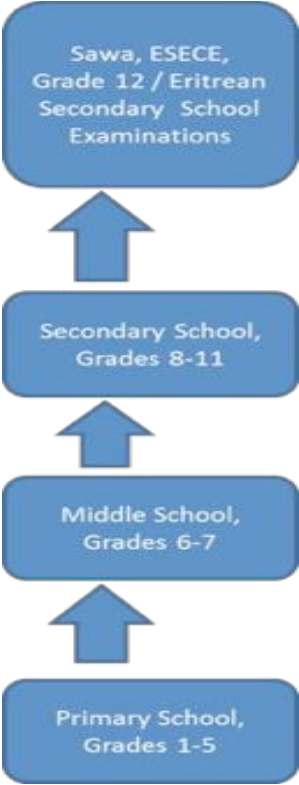 Sawa, ESECE,
Grade 12 / Eritrean
Secondary School
Examinations
Secondary School,
Grades 8-11
Middle School,
Grades 6-7
Primary School,
Grades 1-5